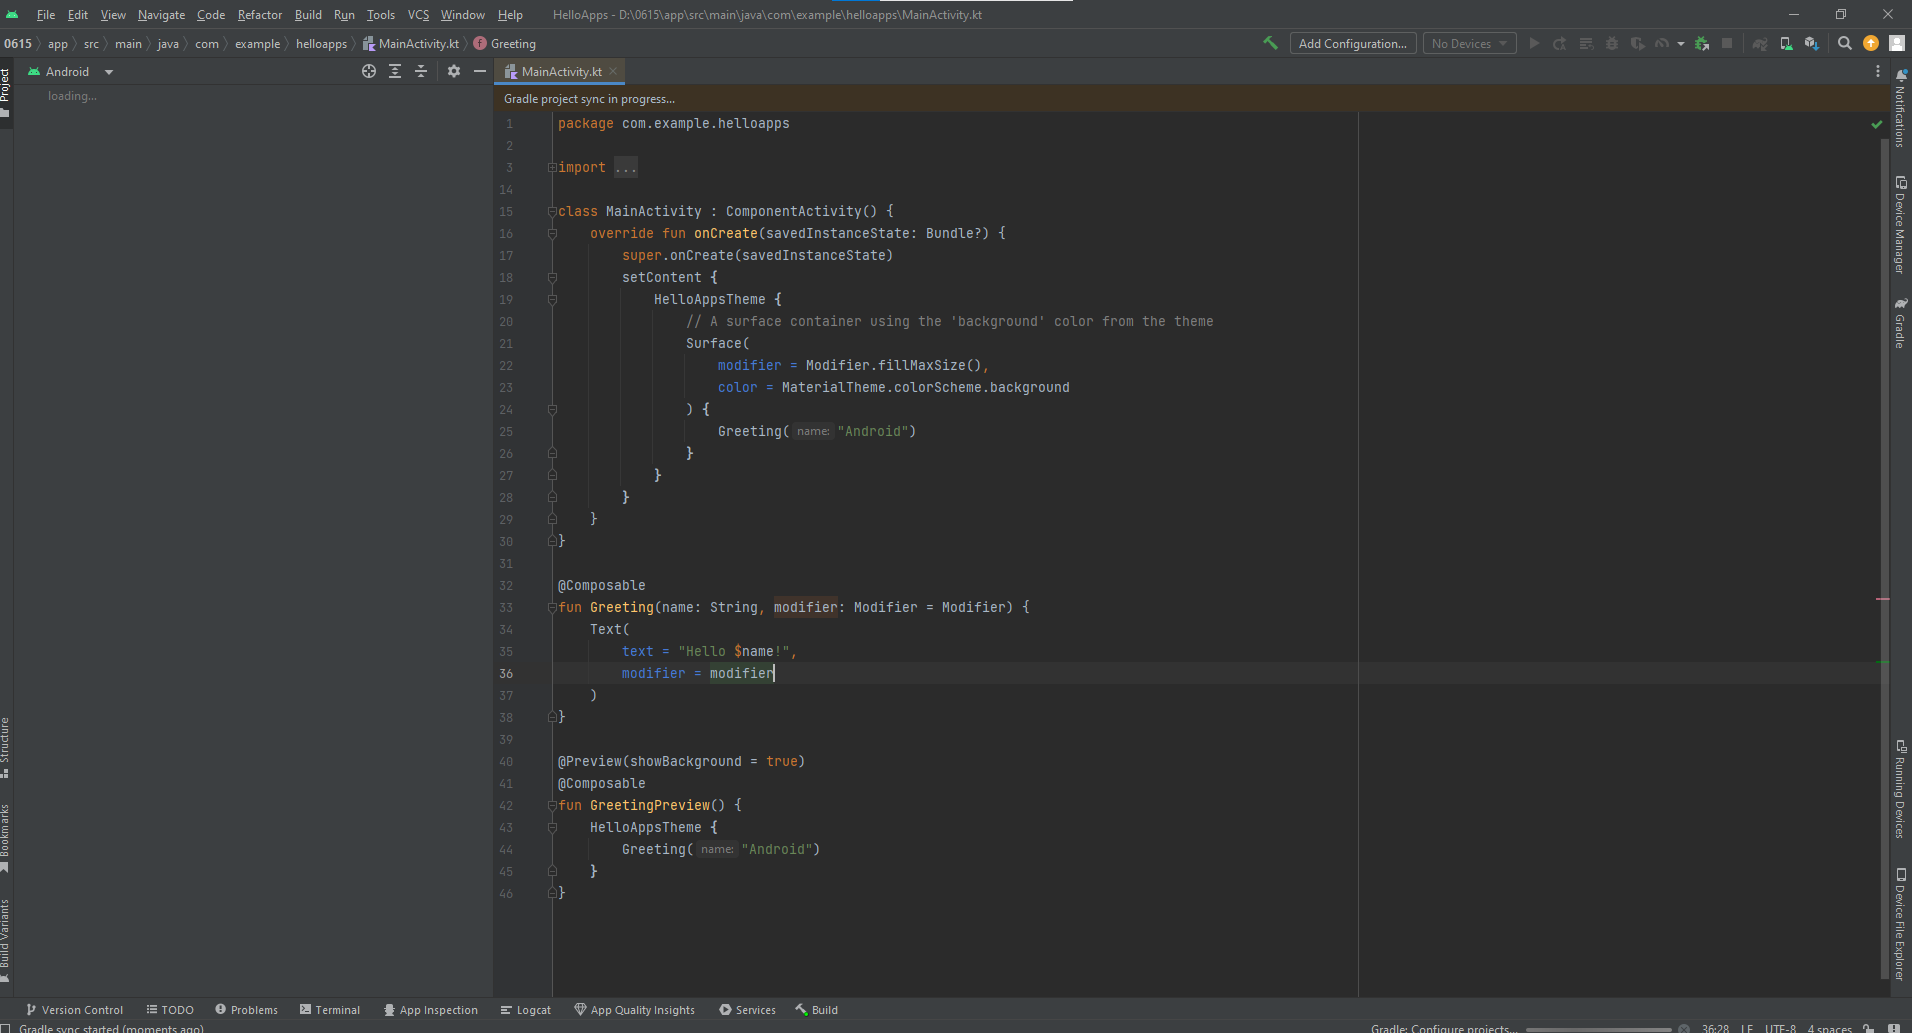 File Edit View Navigate Code Refactor Build Run Tools VCS Window Help HelloApps - D:\0615\app\src\main\java\com\example\helloapps\MainActivity.kt
0615 app src main java com example helloapps MainActivity.kt Greeting Add Configuration... No Devices
Project
Android
MainActivity.kt
loading...
Gradle project sync in progress...
1 package com.example.helloapps
2
3 import ...
14
15 class MainActivity : ComponentActivity() {
16 override fun onCreate(savedInstanceState: Bundle?) {
17 super.onCreate(savedInstanceState)
18 setContent {
19 HelloAppsTheme {
20 // A surface container using the 'background' color from the theme
21 Surface(
22 modifier = Modifier.fillMaxSize(),
23 color = MaterialTheme.colorScheme.background
24 ) {
25 Greeting( name: "Android")
26 }
27 }
28 }
29 }
30 }
31
32 @Composable
33 fun Greeting(name: String, modifier: Modifier = Modifier) {
34 Text(
35 text = "Hello $name!",
36 modifier = modifier
37 )
38 }
39
40 @Preview(showBackground = true)
41 @Composable
42 fun GreetingPreview() {
43 HelloAppsTheme {
44 Greeting( name: "Android")
45 }
46 }
Structure
Bookmarks
Build Variants
Notifications
Device Manager
Gradle
Running Devices
Device File Explorer
Version Control TODO Problems Terminal App Inspection Logcat App Quality Insights Services Build
Gradle sync started (moments ago) Gradle: Configure projects... 36:28 LF UTF-8 4 spaces